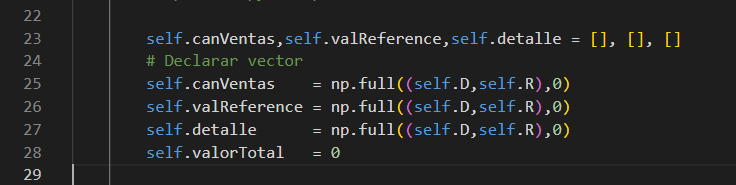 22
23 self.canVentas,self.valReference,self.detalle = [], [], []
24 # Declarar vector
25 self.canVentas    = np.full((self.D,self.R),0)
26 self.valReference = np.full((self.D,self.R),0)
27 self.detalle      = np.full((self.D,self.R),0)
28 self.valorTotal   = 0
29